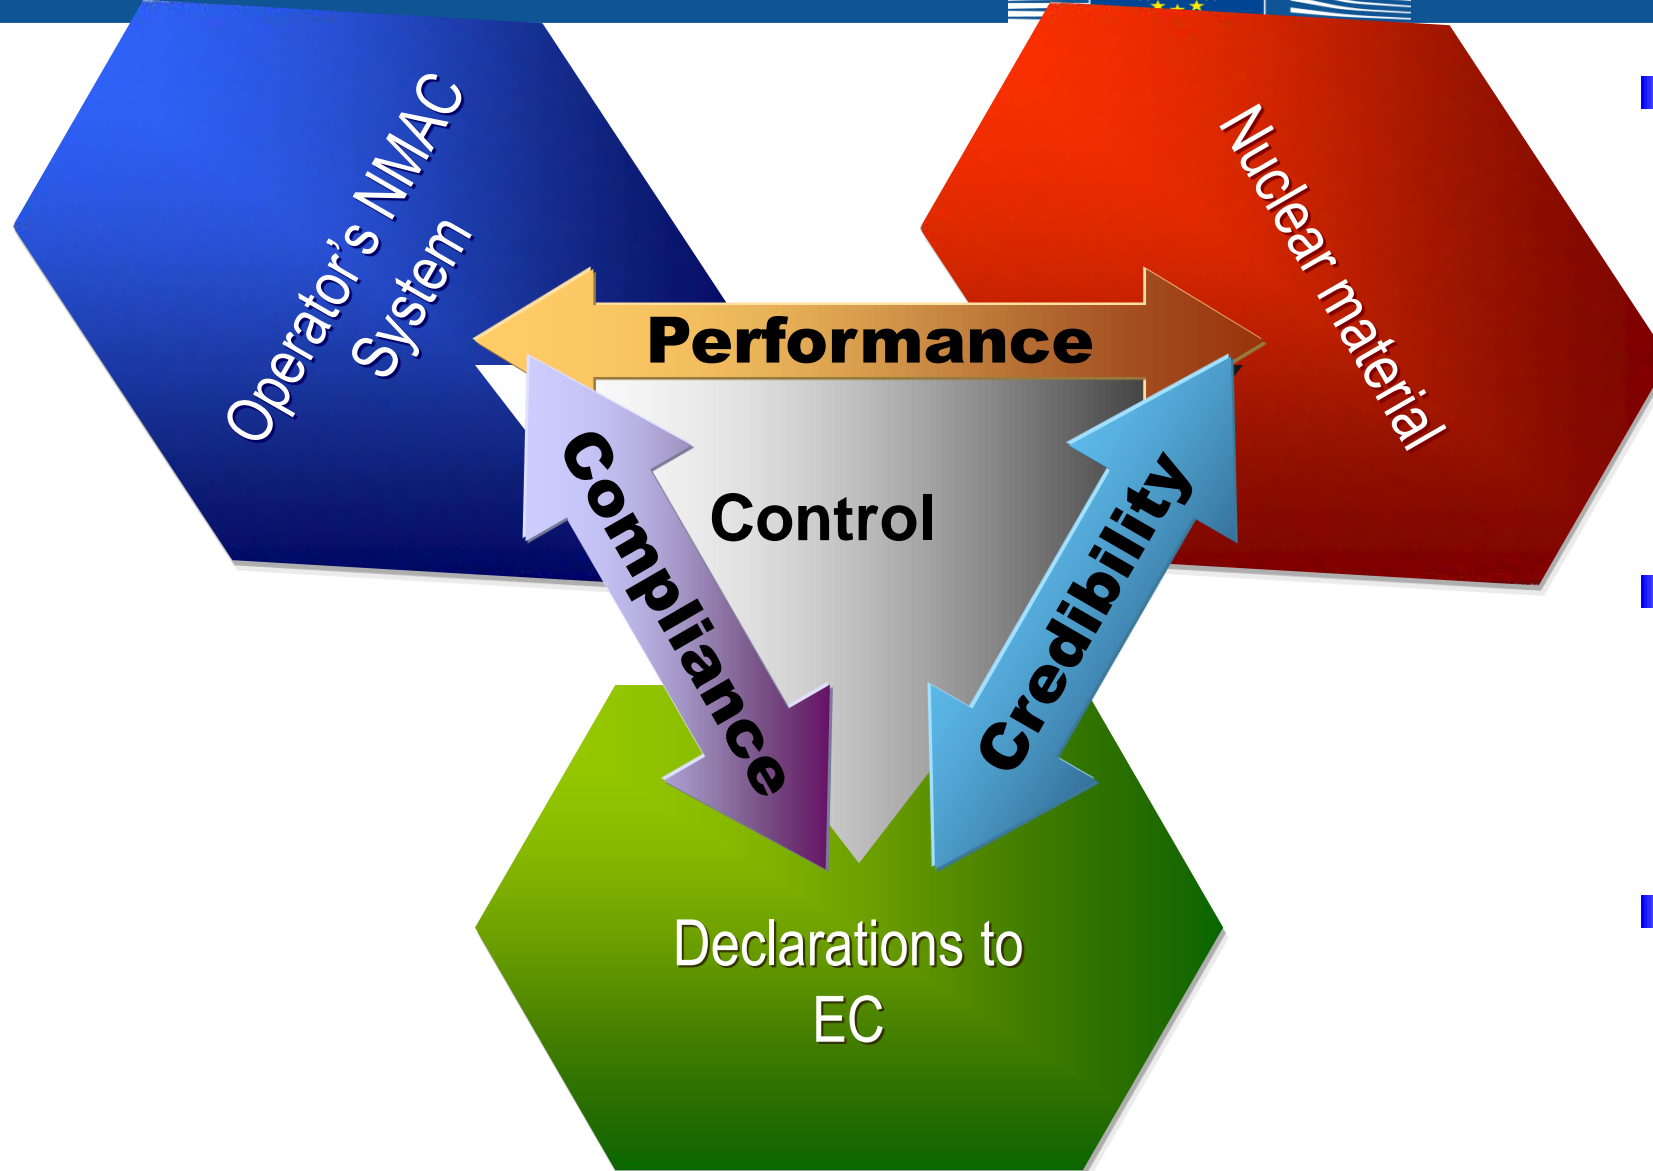 Operator’s NMAC
System
Nuclear material
Performance
Compliance
Control
Credibility
Declarations to
EC